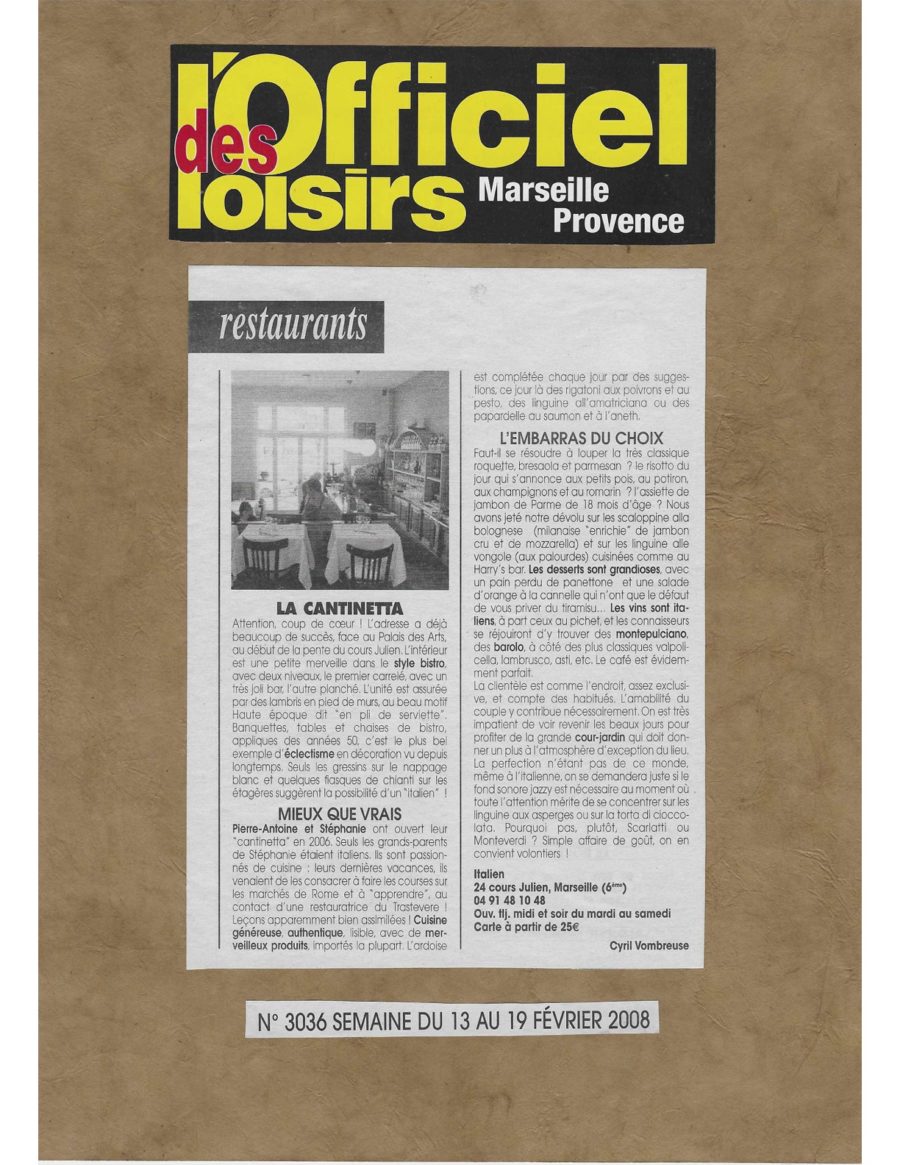 l'Officiel
des
loisirs
Marseille
Provence
restaurants
LA CANTINETTA
Attention, coup de cœur ! L'adresse a déjà
beaucoup de succès, face au Palais des Arts,
au début de la pente du cours Julien. L'intérieur
est une petite merveille dans le style bistro,
avec deux niveaux, le premier carrelé, avec un
très joli bar, l'autre planché. L'unité est assurée
par des lambris en pied de murs, au beau motif
Haute époque dit "en pli de serviette".
Banquettes, tables et chaises de bistro,
appliques des années 50, c'est le plus bel
exemple d'éclectisme en décoration vu depuis
longtemps. Seuls les gressins sur le nappage
blanc et quelques fiasques de chianti sur les
étagères suggèrent la possibilité d'un "italien" !
MIEUX QUE VRAIS
Pierre-Antoine et Stéphanie ont ouvert leur
"cantinetta" en 2006. Seuls les grands-parents
de Stéphanie étaient italiens. Ils sont passion-
nés de cuisine : leurs dernières vacances, ils
venaient de les consacrer à faire les courses sur
les marchés de Rome et à "apprendre", au
contact d'une restauratrice du Trastevere !
Leçons apparemment bien assimilées ! Cuisine
généreuse, authentique, lisible, avec de mer-
veilleux produits, importés la plupart. L'ardoise
est complétée chaque jour par des sugges-
tions, ce jour là des rigatoni aux poivrons et au
pesto, des linguine all'amatriciana ou des
papardelle au saumon et à l'aneth.
L'EMBARRAS DU CHOIX
Faut-il se résoudre à louper la très classique
roquette, bresaola et parmesan ? le risotto du
jour qui s'annonce aux petits pois, au potiron,
aux champignons et au romarin ? l'assiette de
jambon de Parme de 18 mois d'âge ? Nous
avons jeté notre dévolu sur les scaloppine alla
bolognese (milanaise "enrichie" de jambon
cru et de mozzarella) et sur les linguine alle
vongole (aux palourdes) cuisinées comme au
Harry's bar. Les desserts sont grandioses, avec
un pain perdu de panettone et une salade
d'orange à la cannelle qui n'ont que le défaut
de vous priver du tiramisu... Les vins sont ita-
liens, à part ceux au pichet, et les connaisseurs
se réjouiront d'y trouver des montepulciano,
des barolo, à côté des plus classiques valpoli-
cella, lambrusco, asti, etc. Le café est évidem-
ment parfait.
La clientèle est comme l'endroit, assez exclusi-
ve, et compte des habitués. L'amabilité du
couple y contribue nécessairement. On est très
impatient de voir revenir les beaux jours pour
profiter de la grande cour-jardin qui doit don-
ner un plus à l'atmosphère d'exception du lieu.
La perfection n'étant pas de ce monde,
même à l'italienne, on se demandera juste si le
fond sonore jazzy est nécessaire au moment où
toute l'attention mérite de se concentrer sur les
linguine aux asperges ou sur la torta di ciocco-
lata. Pourquoi pas, plutôt, Scarlatti ou
Monteverdi ? Simple affaire de goût, on en
convient volontiers !
Italien
24 cours Julien, Marseille (6ème)
04 91 48 10 48
Ouv. tlj. midi et soir du mardi au samedi
Carte à partir de 25€
Cyril Vombreuse
N° 3036 SEMAINE DU 13 AU 19 FÉVRIER 2008